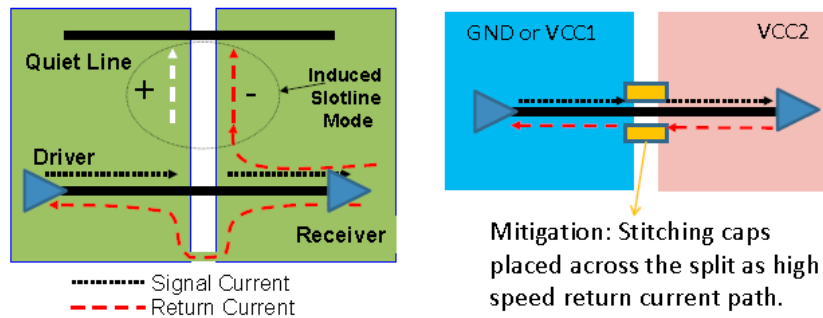 Quiet Line
+
-
Induced
Slotline
Mode
Driver
Receiver
Signal Current
Return Current
GND or VCC1
VCC2
Mitigation: Stitching caps
placed across the split as high
speed return current path.